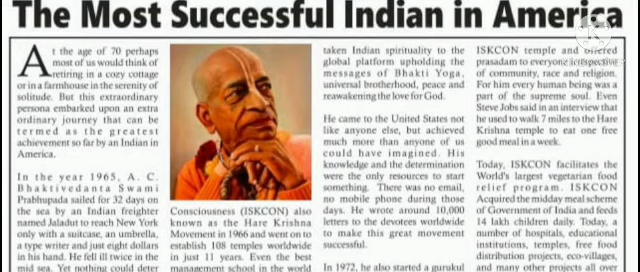 The Most Successful Indian in America
At the age of 70 perhaps
most of us would think of
retiring in a cozy cottage
or in a farmhouse in the serenity of
solitude. But this extraordinary
persona embarked upon an extra
ordinary journey that can be
termed as the greatest
achievement so far by an Indian in
America.
In the year 1965, A. C.
Bhaktivedanta Swami
Prabhupada sailed for 32 days on
the sea by an Indian freighter
named Jaladut to reach New York
only with a suitcase, an umbrella,
a type writer and just eight dollars
in his hand. He fell ill twice in the
mid sea. Yet nothing could deter
Consciousness (ISKCON) also
known as the Hare Krishna
Movement in 1966 and went on to
establish 108 temples worldwide
in just 11 years. Even the best
management school in the world
taken Indian spirituality to the
global platform upholding the
messages of Bhakti Yoga,
universal brotherhood, peace and
reawakening the love for God.
He came to the United States not
like anyone else, but achieved
much more than anyone of us
could have imagined. His
knowledge and the determination
were the only resources to start
something. There was no email,
no mobile phone during those
days. He wrote around 10,000
letters to the devotees worldwide
to make this great movement
successful.
In 1972, he also started a gurukul
ISKCON temple and offered
prasadam to everyone irrespective
of community, race and religion.
For him every human being was a
part of the supreme soul. Even
Steve Jobs said in an interview that
he used to walk 7 miles to the Hare
Krishna temple to eat one free
good meal in a week.
Today, ISKCON facilitates the
World's largest vegetarian food
relief program. ISKCON
Acquired the midday meal scheme
of Government of India and feeds
14 lakh children daily. Today, a
number of hospitals, educational
institutions, temples, free food
distribution projects, eco-villages,
and many other projects all over